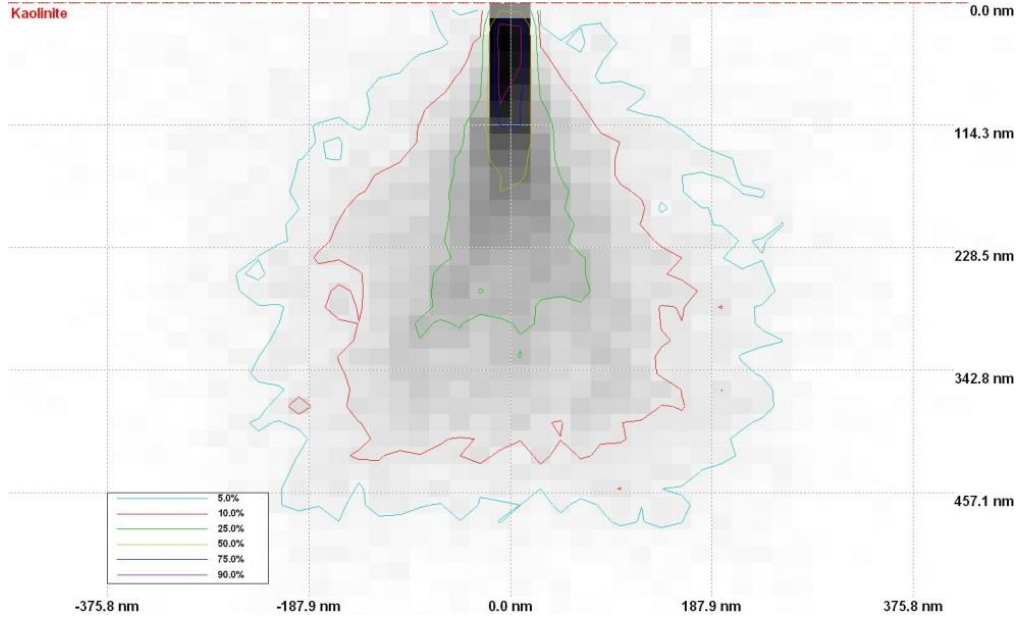 Kaolinite
0.0 nm
114.3 nm
228.5 nm
342.8 nm
457.1 nm
5.0%
10.0%
25.0%
50.0%
75.0%
90.0%
-375.8 nm -187.9 nm 0.0 nm 187.9 nm 375.8 nm